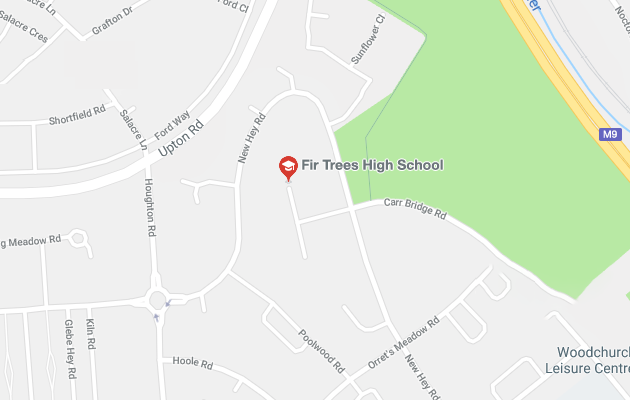 Salacre Ln
Salacre Cres
Grafton Dr
Ford Cl
Sunflower Cl
M9
Shortfield Rd
Salacre Ln
Ford Way
Upton Rd
New Hey Rd
Fir Trees High School
Houghton Rd
Carr Bridge Rd
g Meadow Rd
Glebe Hey Rd
Kiln Rd
Hoole Rd
Poolwood Rd
Orret's Meadow Rd
New Hey Rd
Woodchurch
Leisure Centre